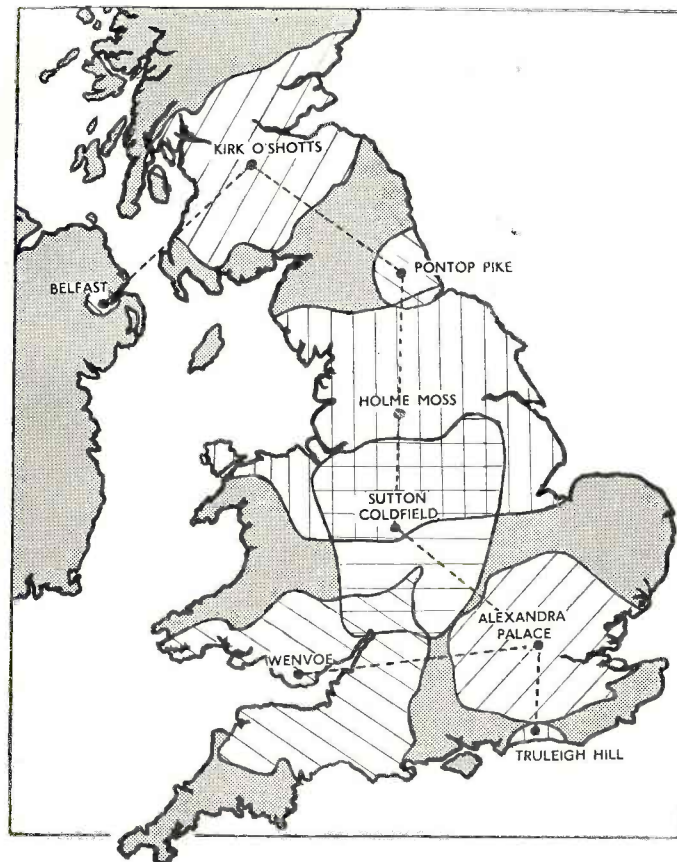 KIRK O'SHOTTS
BELFAST
PONTOP PIKE
HOLME MOSS
SUTTON
COLDFIELD
ALEXANDRA
PALACE
WENVOE
TRULEIGH HILL